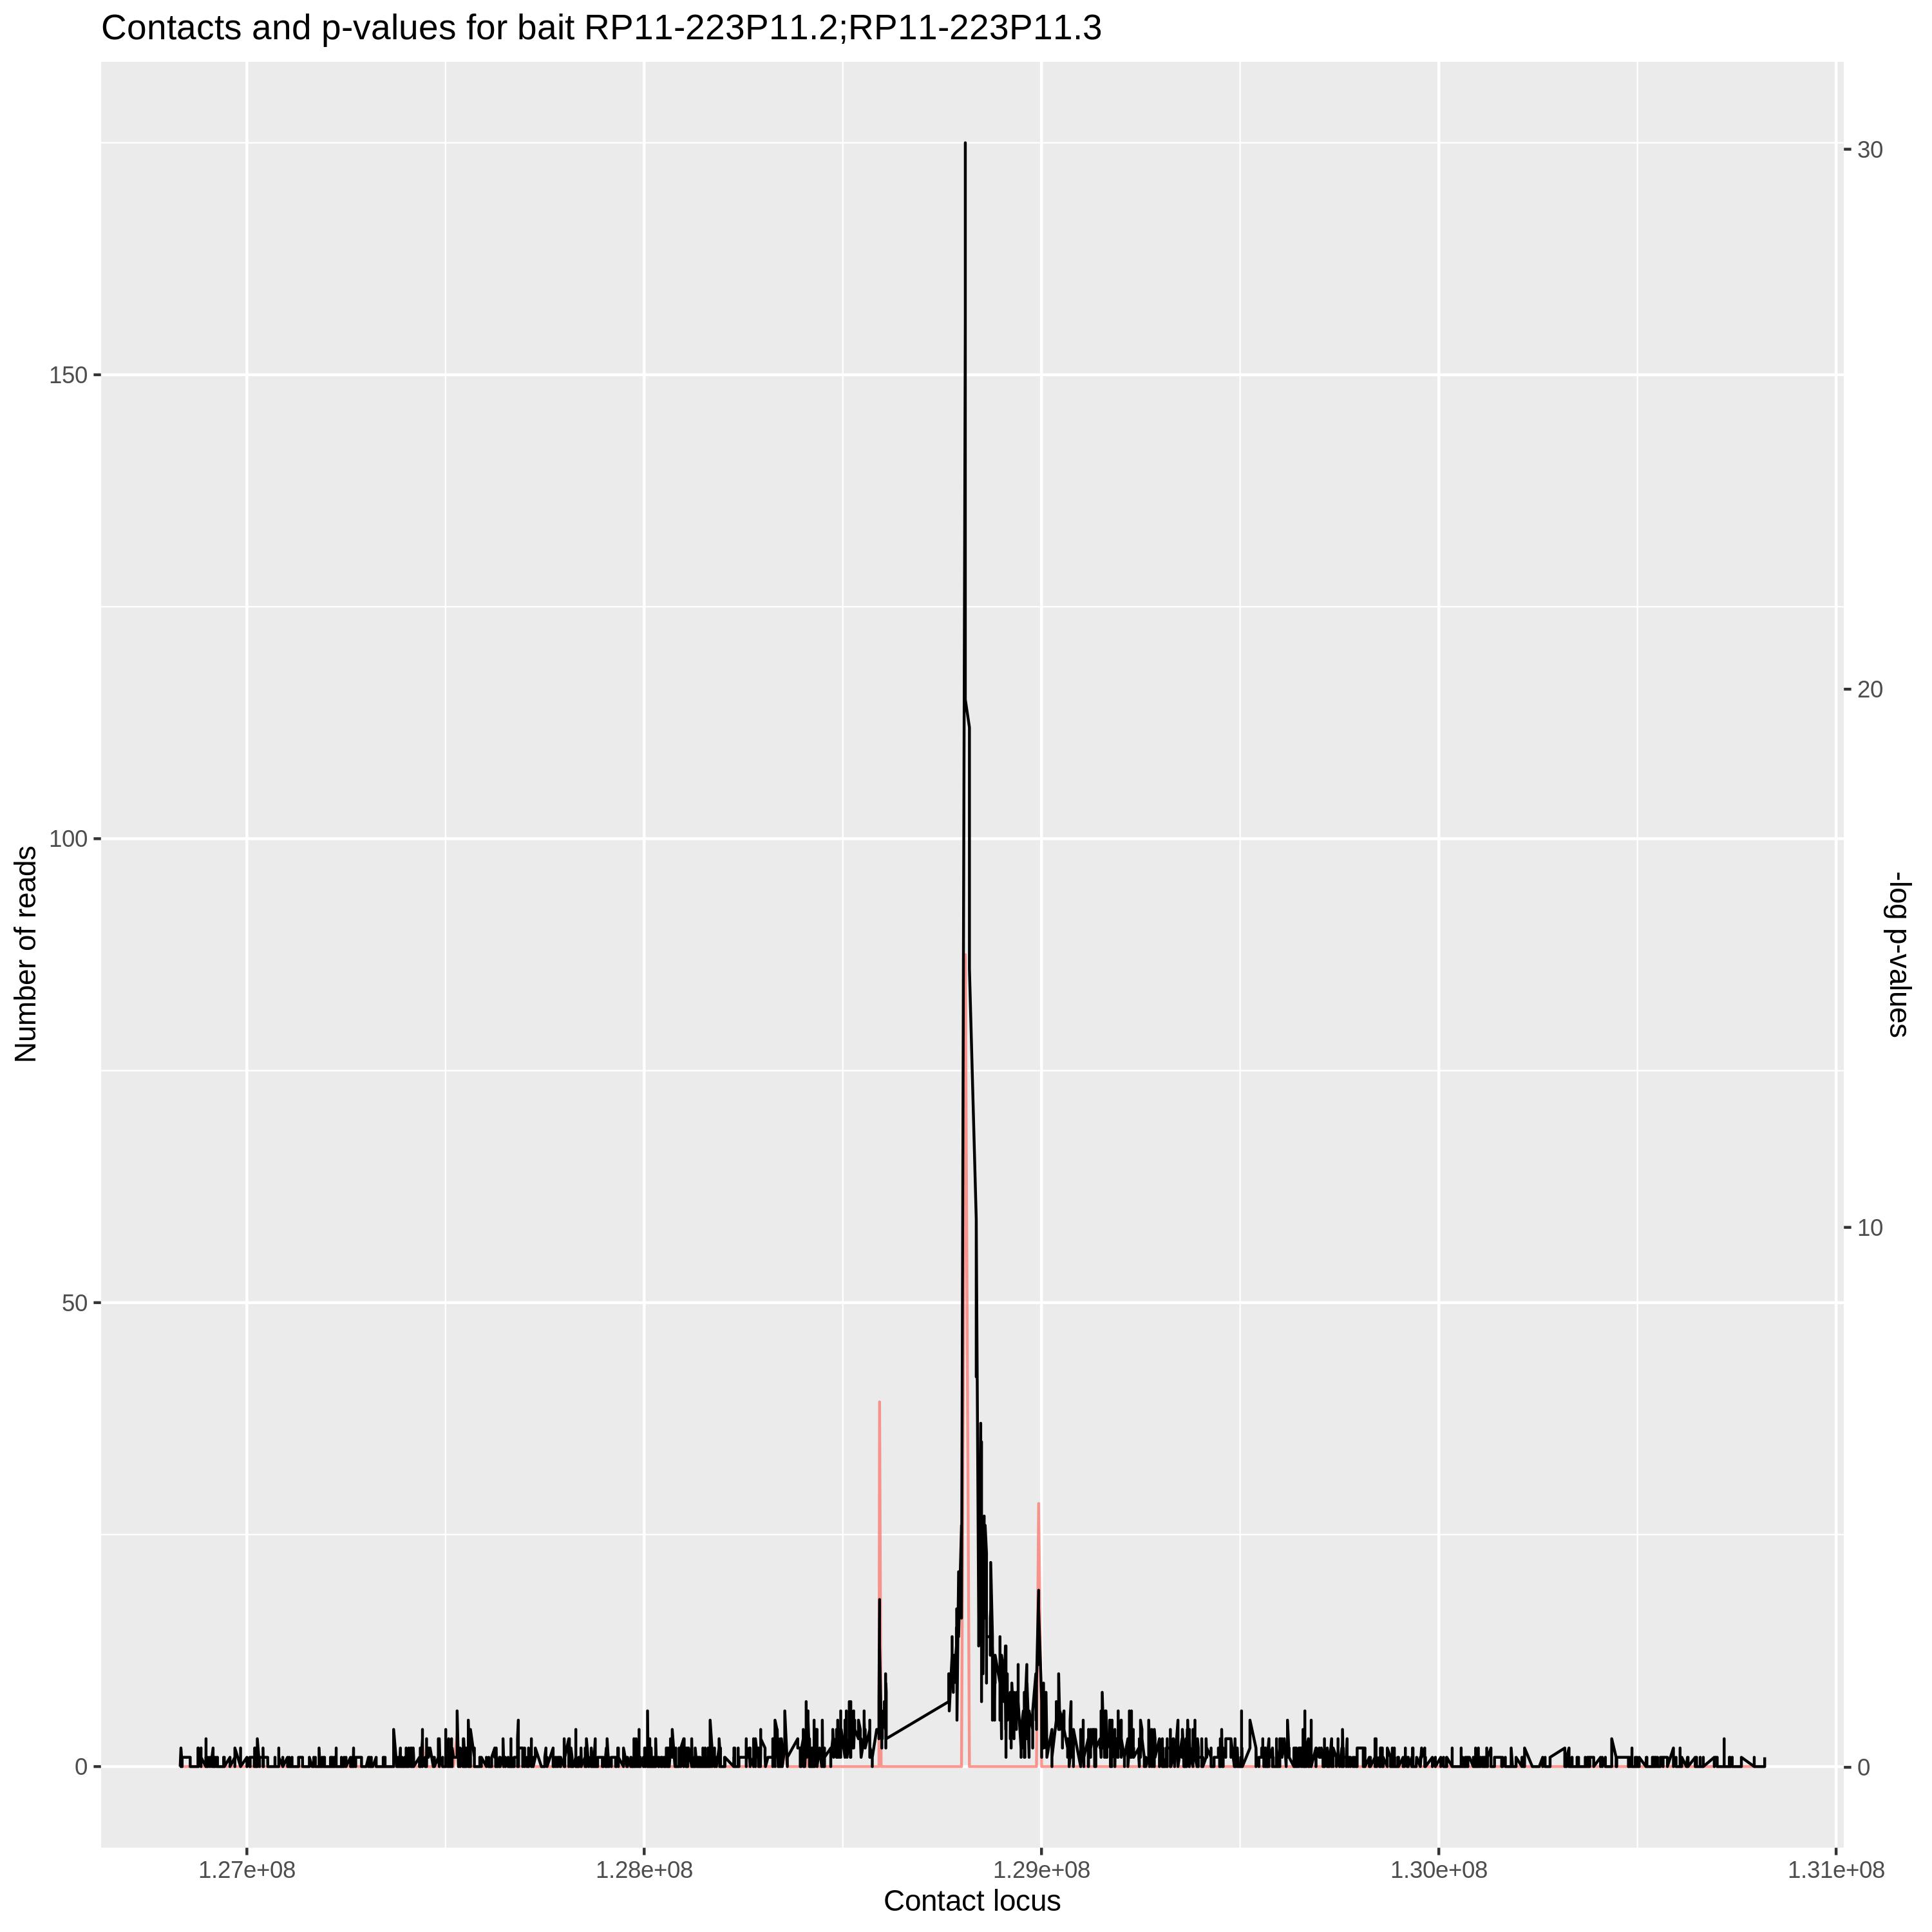 Contacts and p-values for bait RP11-223P11.2;RP11-223P11.3
Number of reads
150
100
50
0
30
20
10
0
-log p-values
1.27e+08
1.28e+08
1.29e+08
1.30e+08
1.31e+08
Contact locus